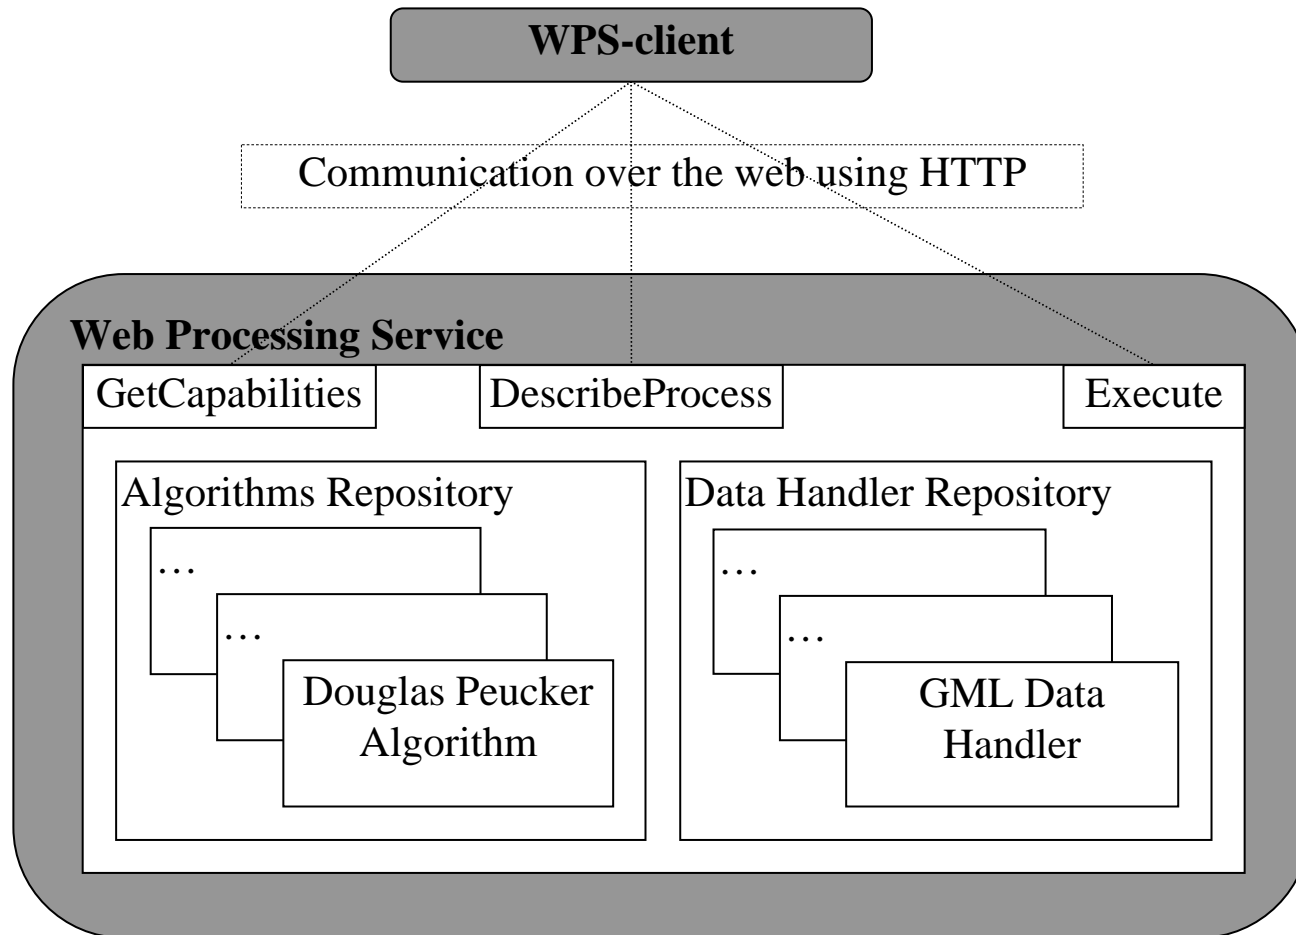 WPS-client
Communication over the web using HTTP
Web Processing Service
GetCapabilities
DescribeProcess
Execute
Algorithms Repository
…
…
Douglas Peucker
Algorithm
Data Handler Repository
…
…
GML Data
Handler